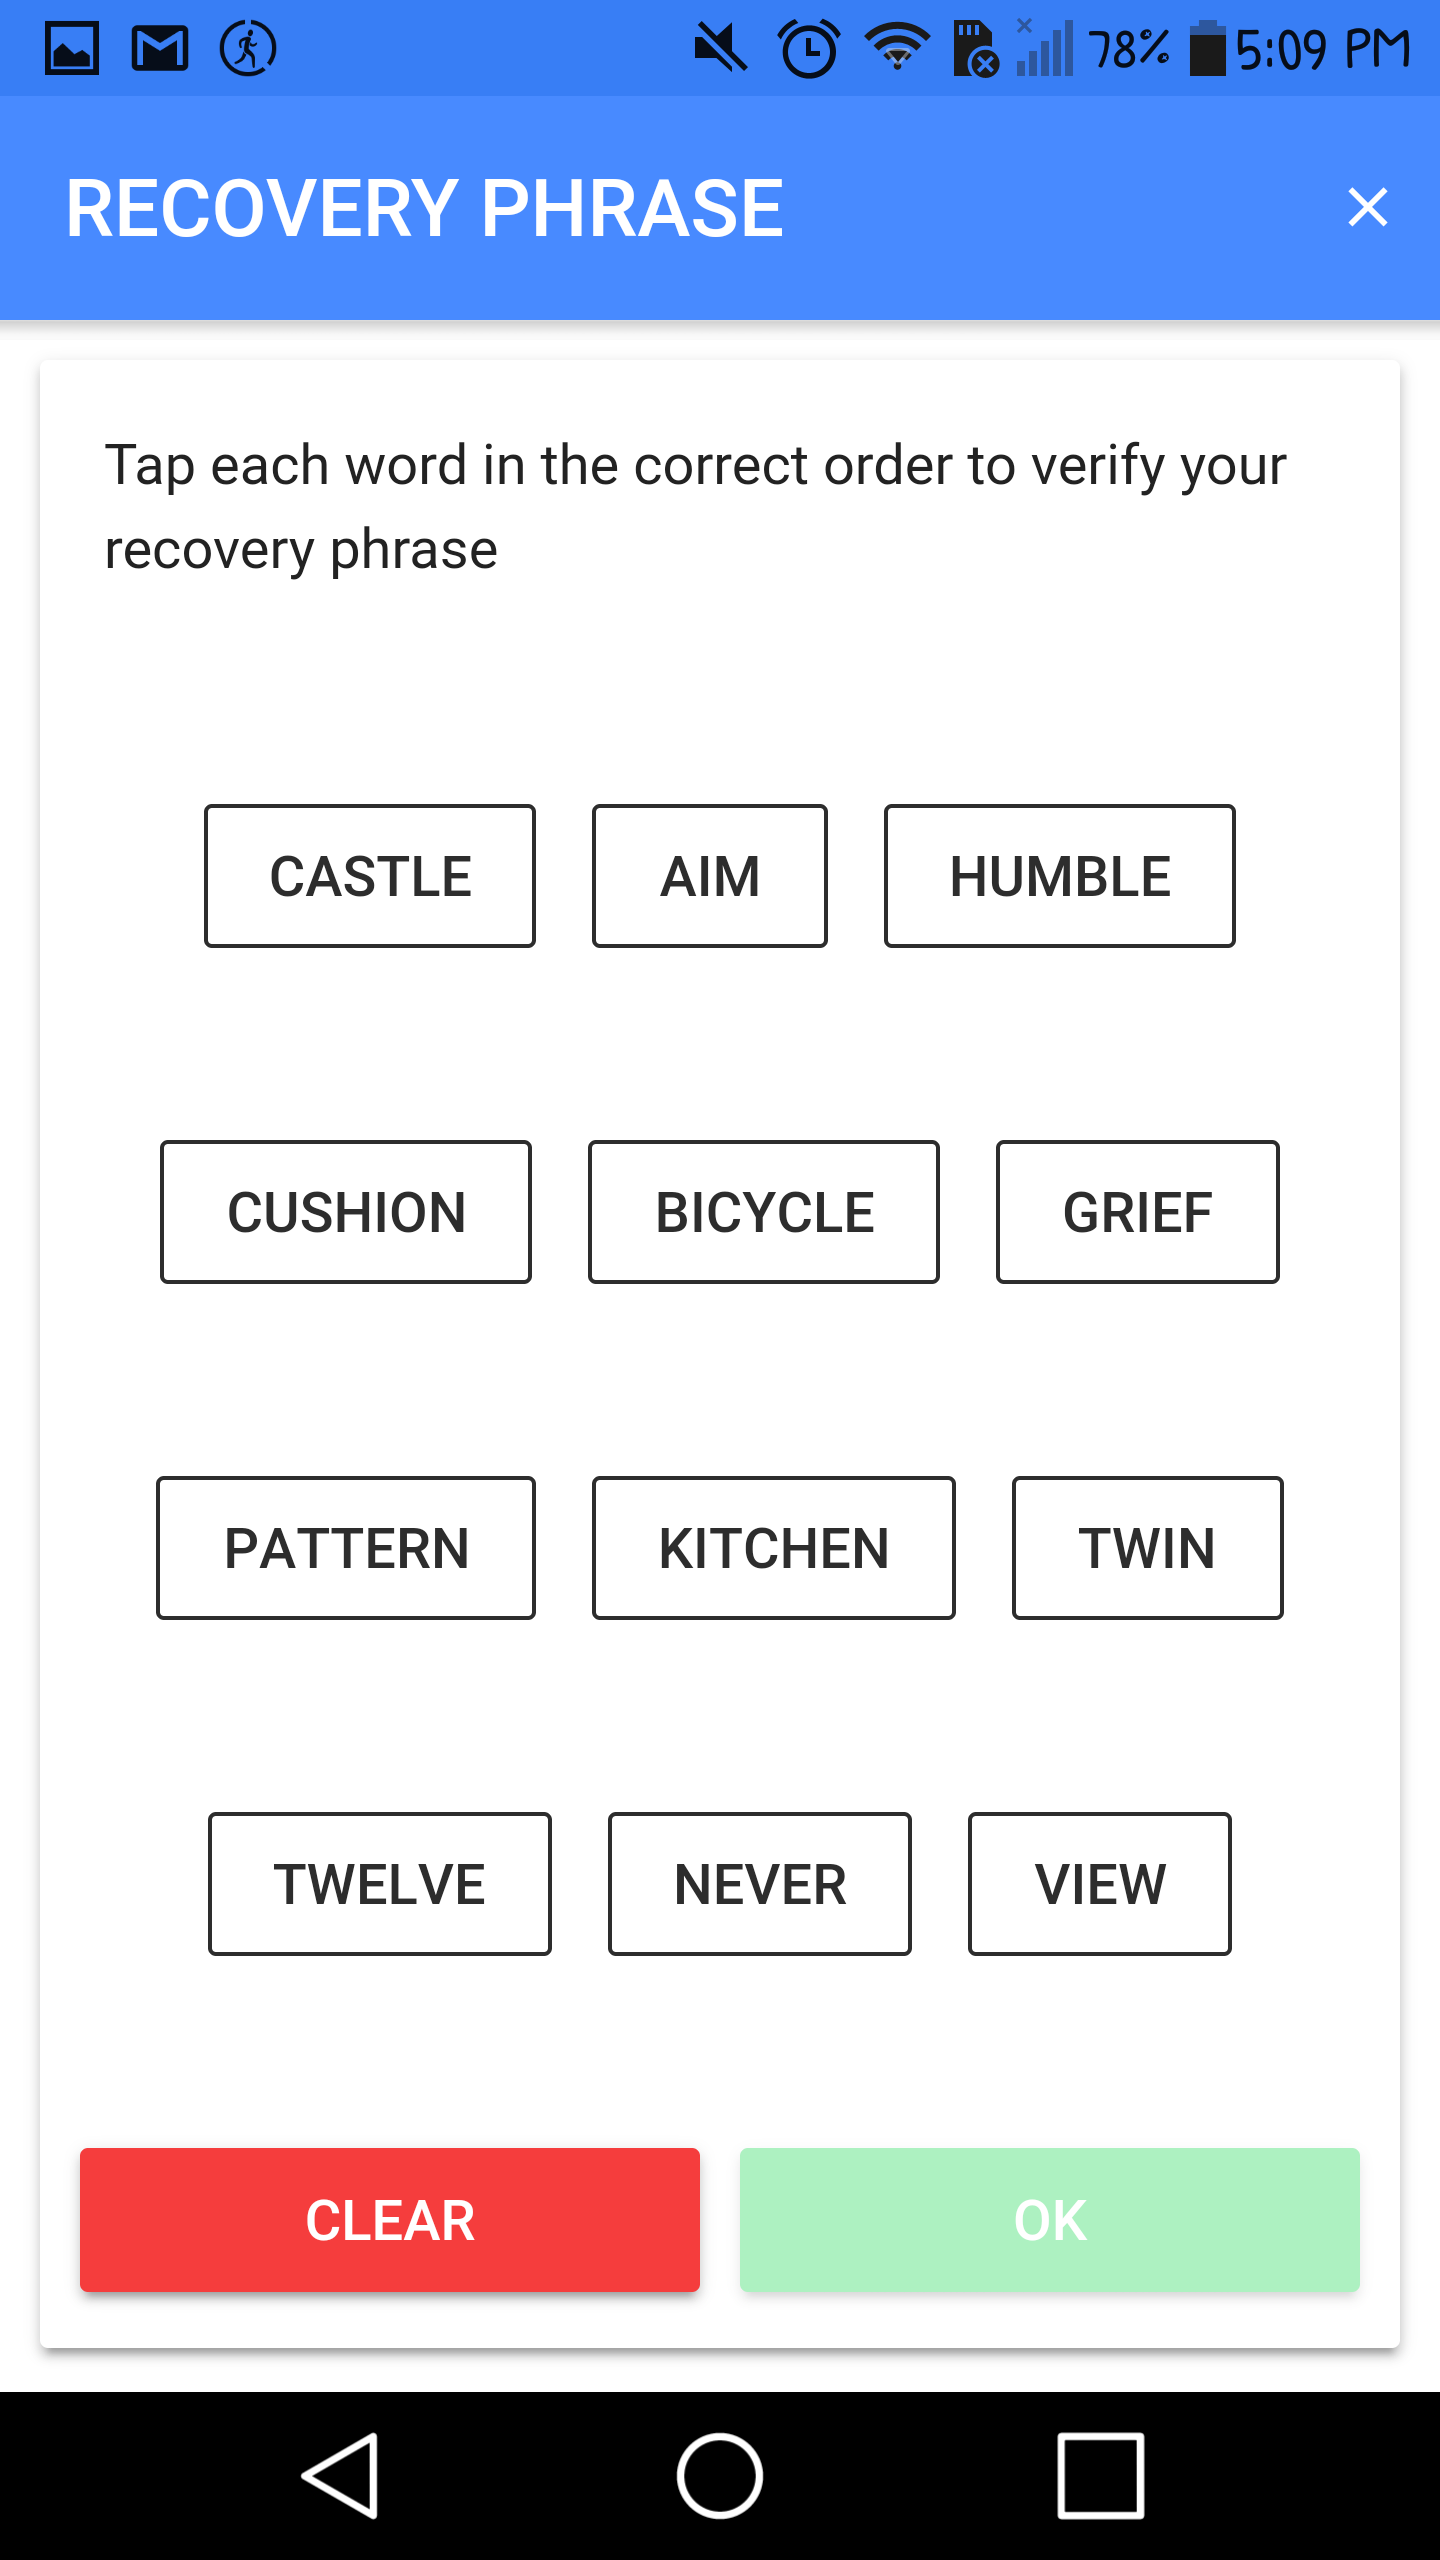 78% 5:09 PM
RECOVERY PHRASE
Tap each word in the correct order to verify your
recovery phrase
CASTLE AIM HUMBLE
CUSHION BICYCLE GRIEF
PATTERN KITCHEN TWIN
TWELVE NEVER VIEW
CLEAR OK